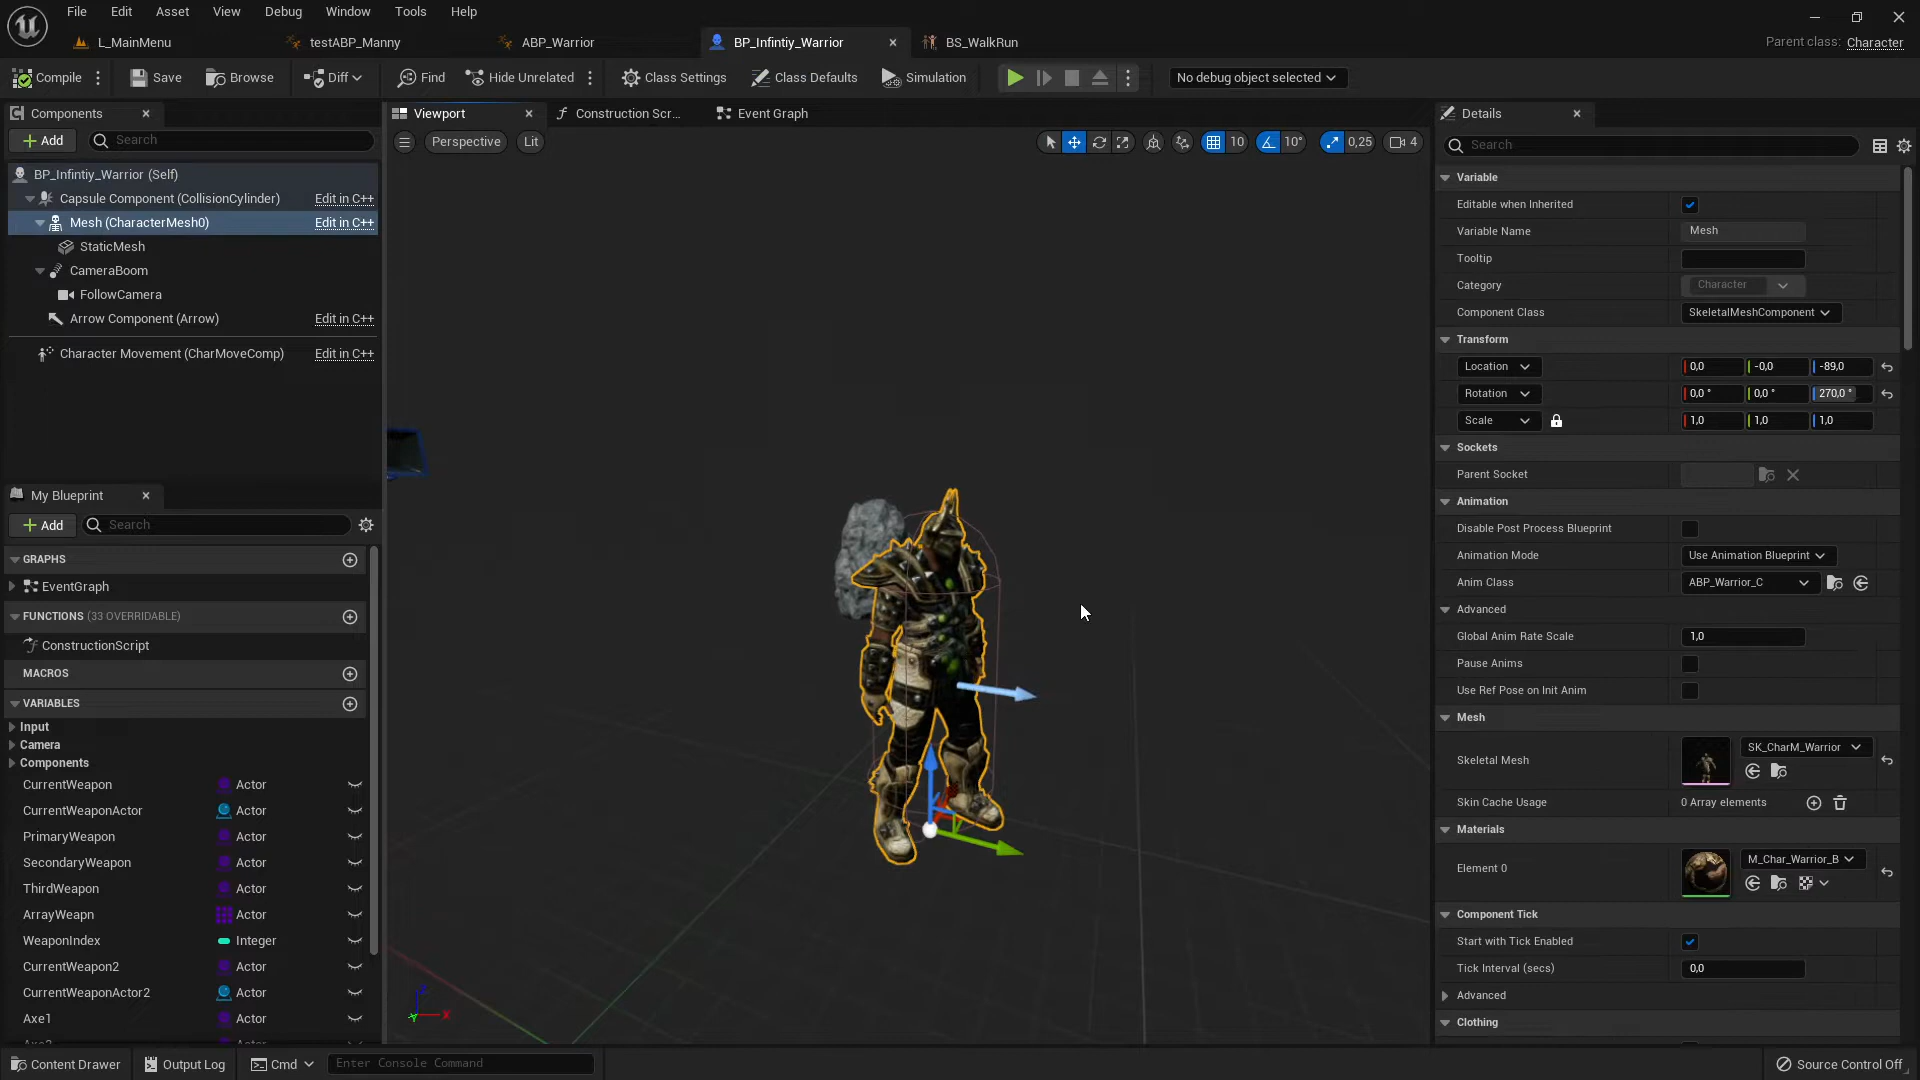 File Edit Asset View Debug Window Tools Help
L_MainMenu testABP_Manny ABP_Warrior BP_Infintiy_Warrior BS_WalkRun Parent class: Character
Compile Save Browse Diff Find Hide Unrelated Class Settings Class Defaults Simulation No debug object selected
Components Viewport Construction Scr... Event Graph Details
Add Search Perspective Lit 10 10° 0,25 4 Search
BP_Infintiy_Warrior (Self)
Capsule Component (CollisionCylinder) Edit in C++
Mesh (CharacterMesh0) Edit in C++
StaticMesh
CameraBoom
FollowCamera
Arrow Component (Arrow) Edit in C++
Character Movement (CharMoveComp) Edit in C++
My Blueprint
Add Search
GRAPHS
EventGraph
FUNCTIONS (33 OVERRIDABLE)
ConstructionScript
MACROS
VARIABLES
Input
Camera
Components
CurrentWeapon Actor
CurrentWeaponActor Actor
PrimaryWeapon Actor
SecondaryWeapon Actor
ThirdWeapon Actor
ArrayWeapn Actor
WeaponIndex Integer
CurrentWeapon2 Actor
CurrentWeaponActor2 Actor
Axe1 Actor
Z
X
Y
Variable
Editable when Inherited
Variable Name Mesh
Tooltip
Category Character
Component Class SkeletalMeshComponent
Transform
Location 0,0 -0,0 -89,0
Rotation 0,0 ° 0,0 ° 270,0 °
Scale 1,0 1,0 1,0
Sockets
Parent Socket
Animation
Disable Post Process Blueprint
Animation Mode Use Animation Blueprint
Anim Class ABP_Warrior_C
Advanced
Global Anim Rate Scale 1,0
Pause Anims
Use Ref Pose on Init Anim
Mesh
Skeletal Mesh SK_CharM_Warrior
Skin Cache Usage 0 Array elements
Materials
Element 0 M_Char_Warrior_B
Component Tick
Start with Tick Enabled
Tick Interval (secs) 0,0
Advanced
Clothing
Content Drawer Output Log Cmd Enter Console Command Source Control Off